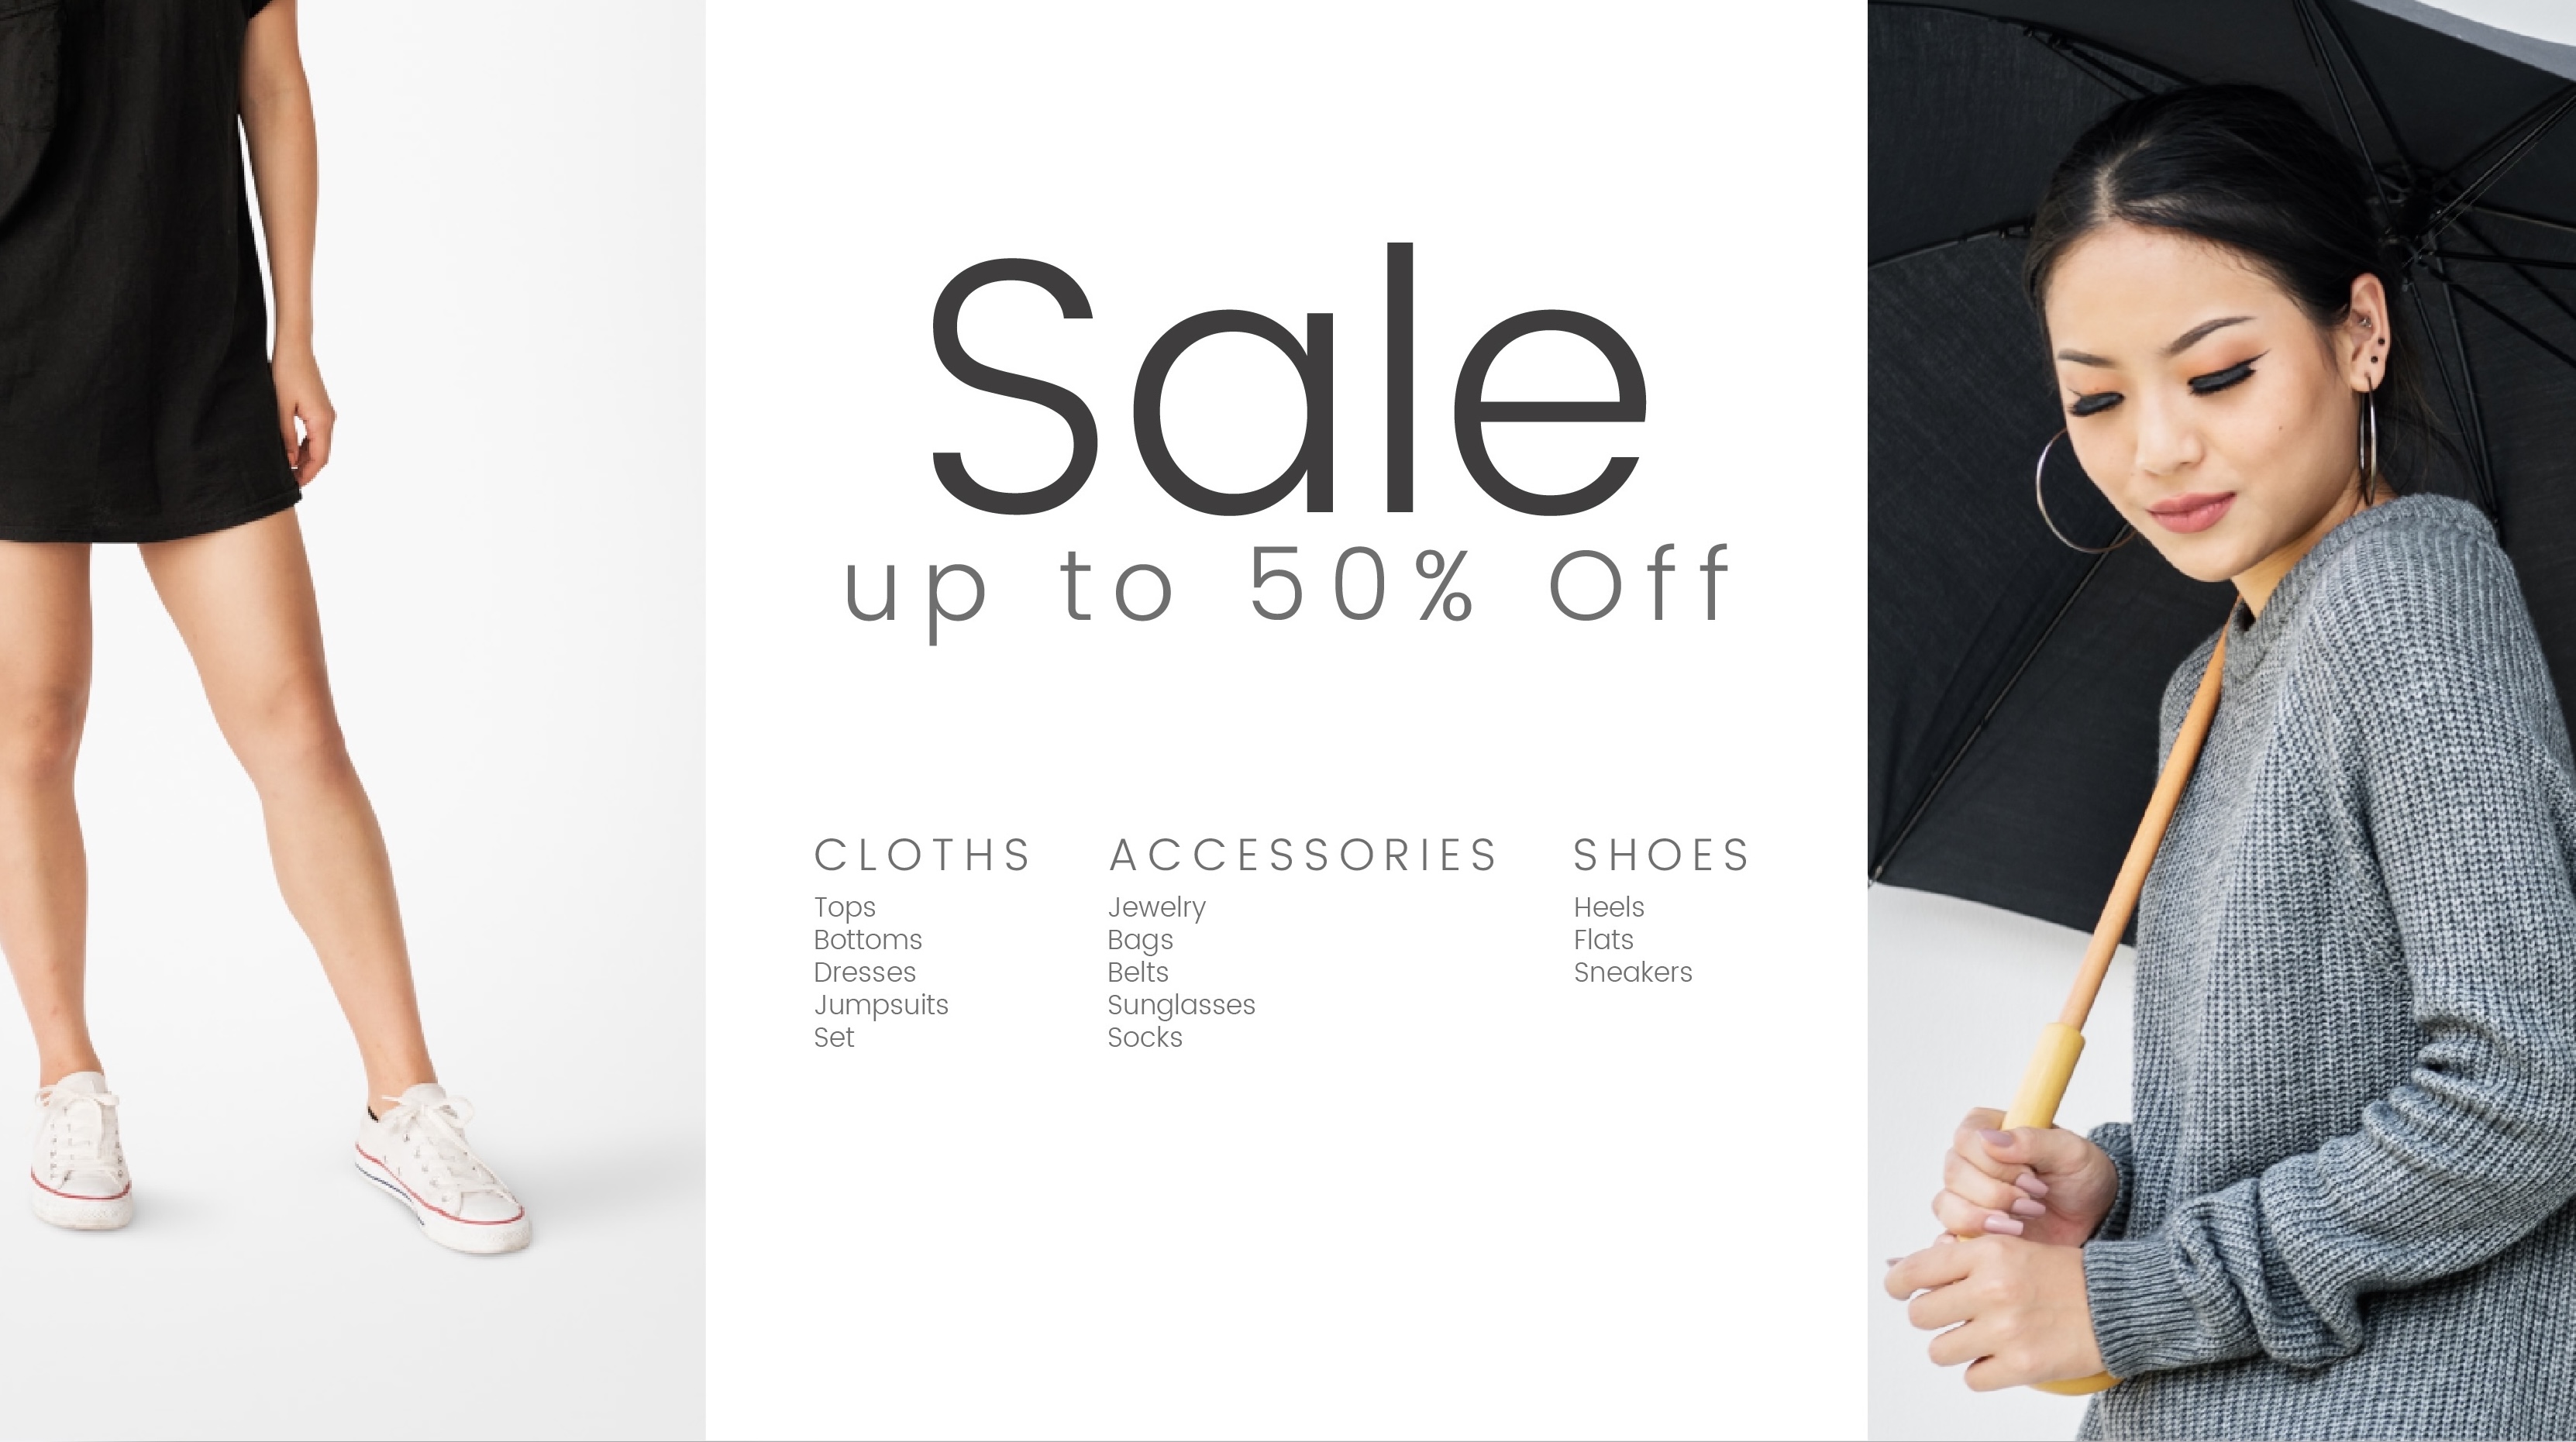 Sale
up to 50% Off
CLOTHS
Tops
Bottoms
Dresses
Jumpsuits
Set
ACCESSORIES
Jewelry
Bags
Belts
Sunglasses
Socks
SHOES
Heels
Flats
Sneakers